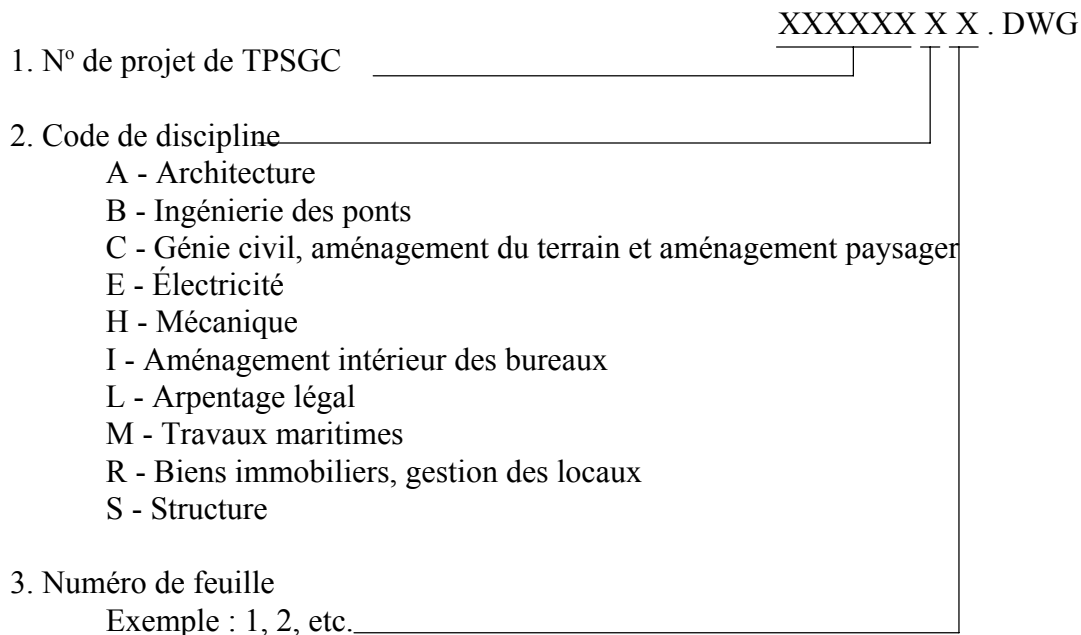 XXXXXX X X . DWG
1. Nº de projet de TPSGC
2. Code de discipline
A - Architecture
B - Ingénierie des ponts
C - Génie civil, aménagement du terrain et aménagement paysager
E - Électricité
H - Mécanique
I - Aménagement intérieur des bureaux
L - Arpentage légal
M - Travaux maritimes
R - Biens immobiliers, gestion des locaux
S - Structure
3. Numéro de feuille
Exemple : 1, 2, etc.